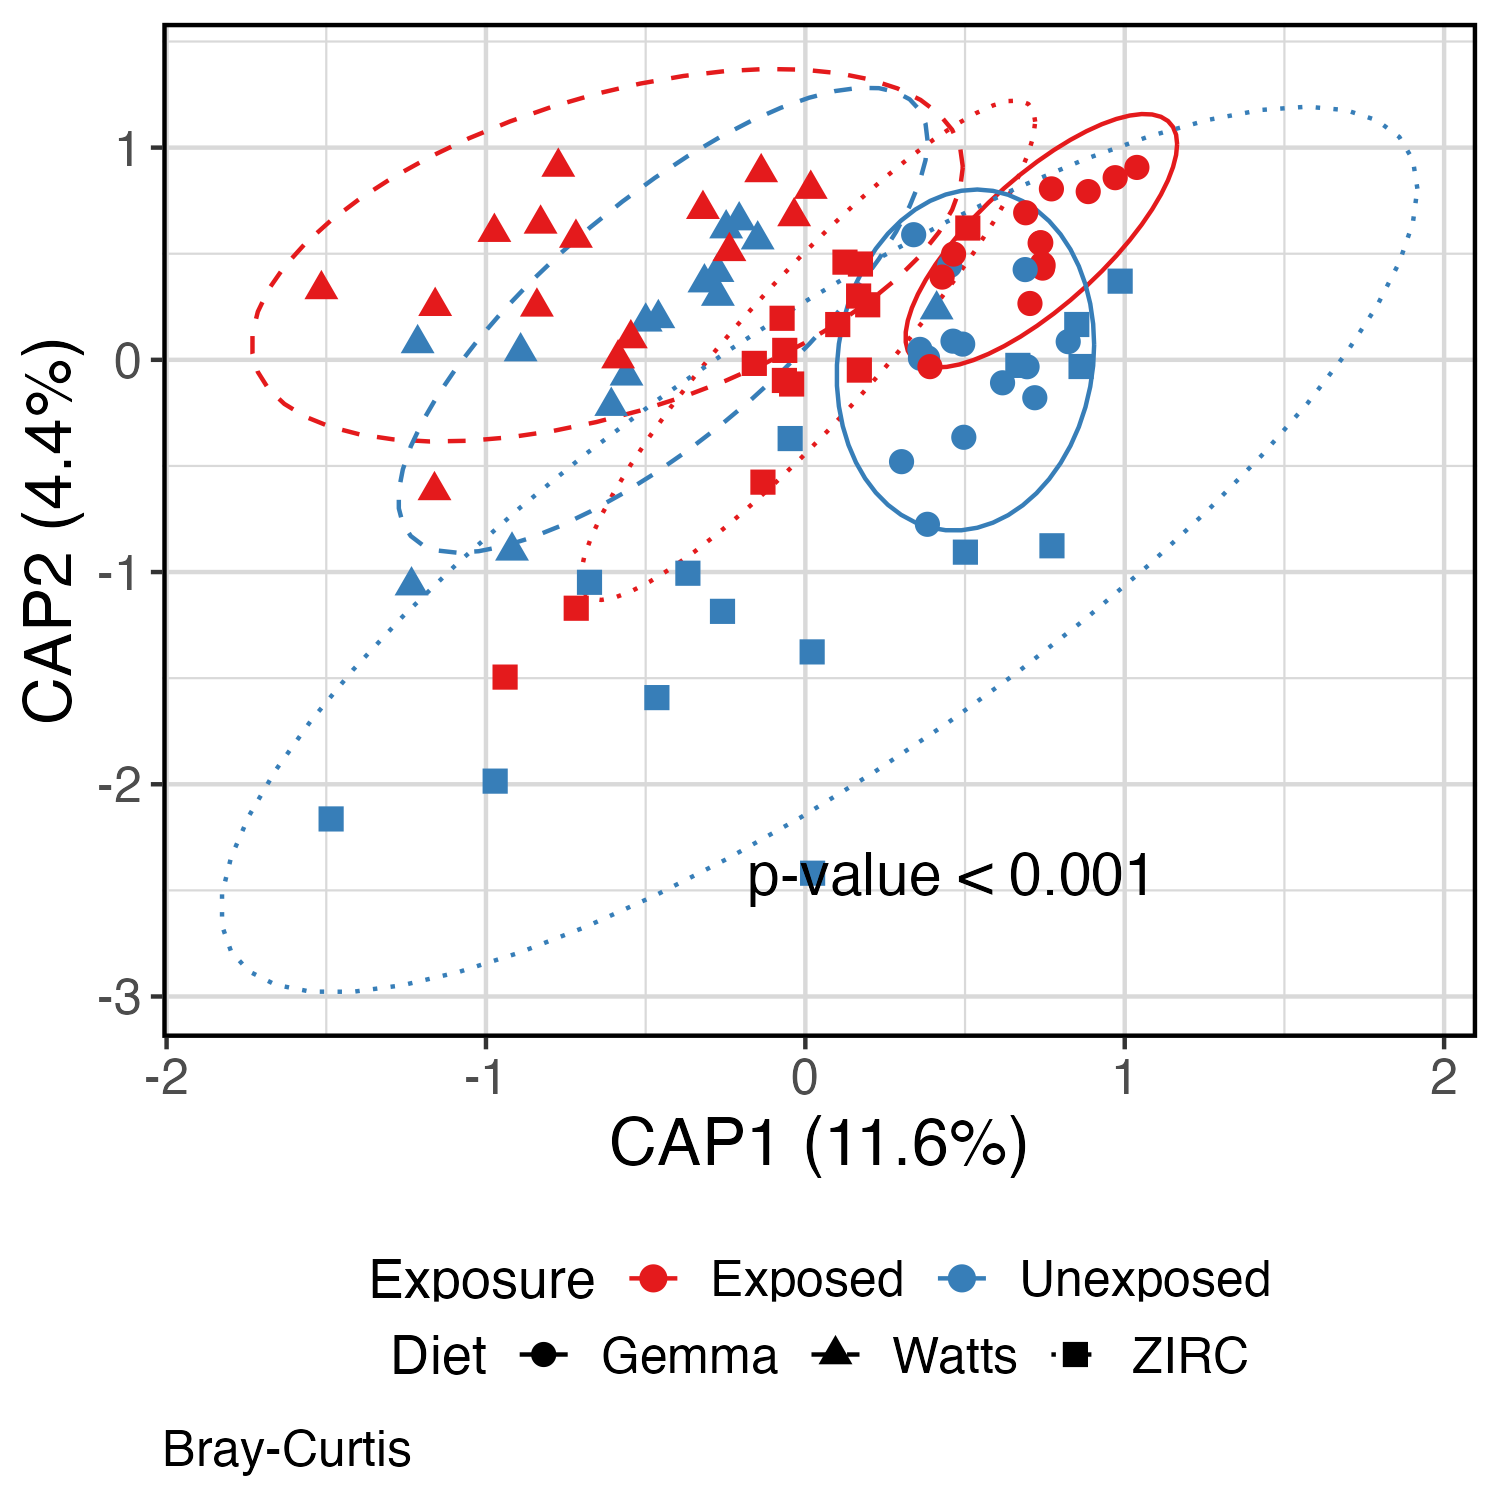 1
0
-1
-2
-3
CAP2 (4.4%)
p-value < 0.001
-2 -1 0 1 2
CAP1 (11.6%)
Exposure Exposed Unexposed
Diet Gemma Watts ZIRC
Bray-Curtis